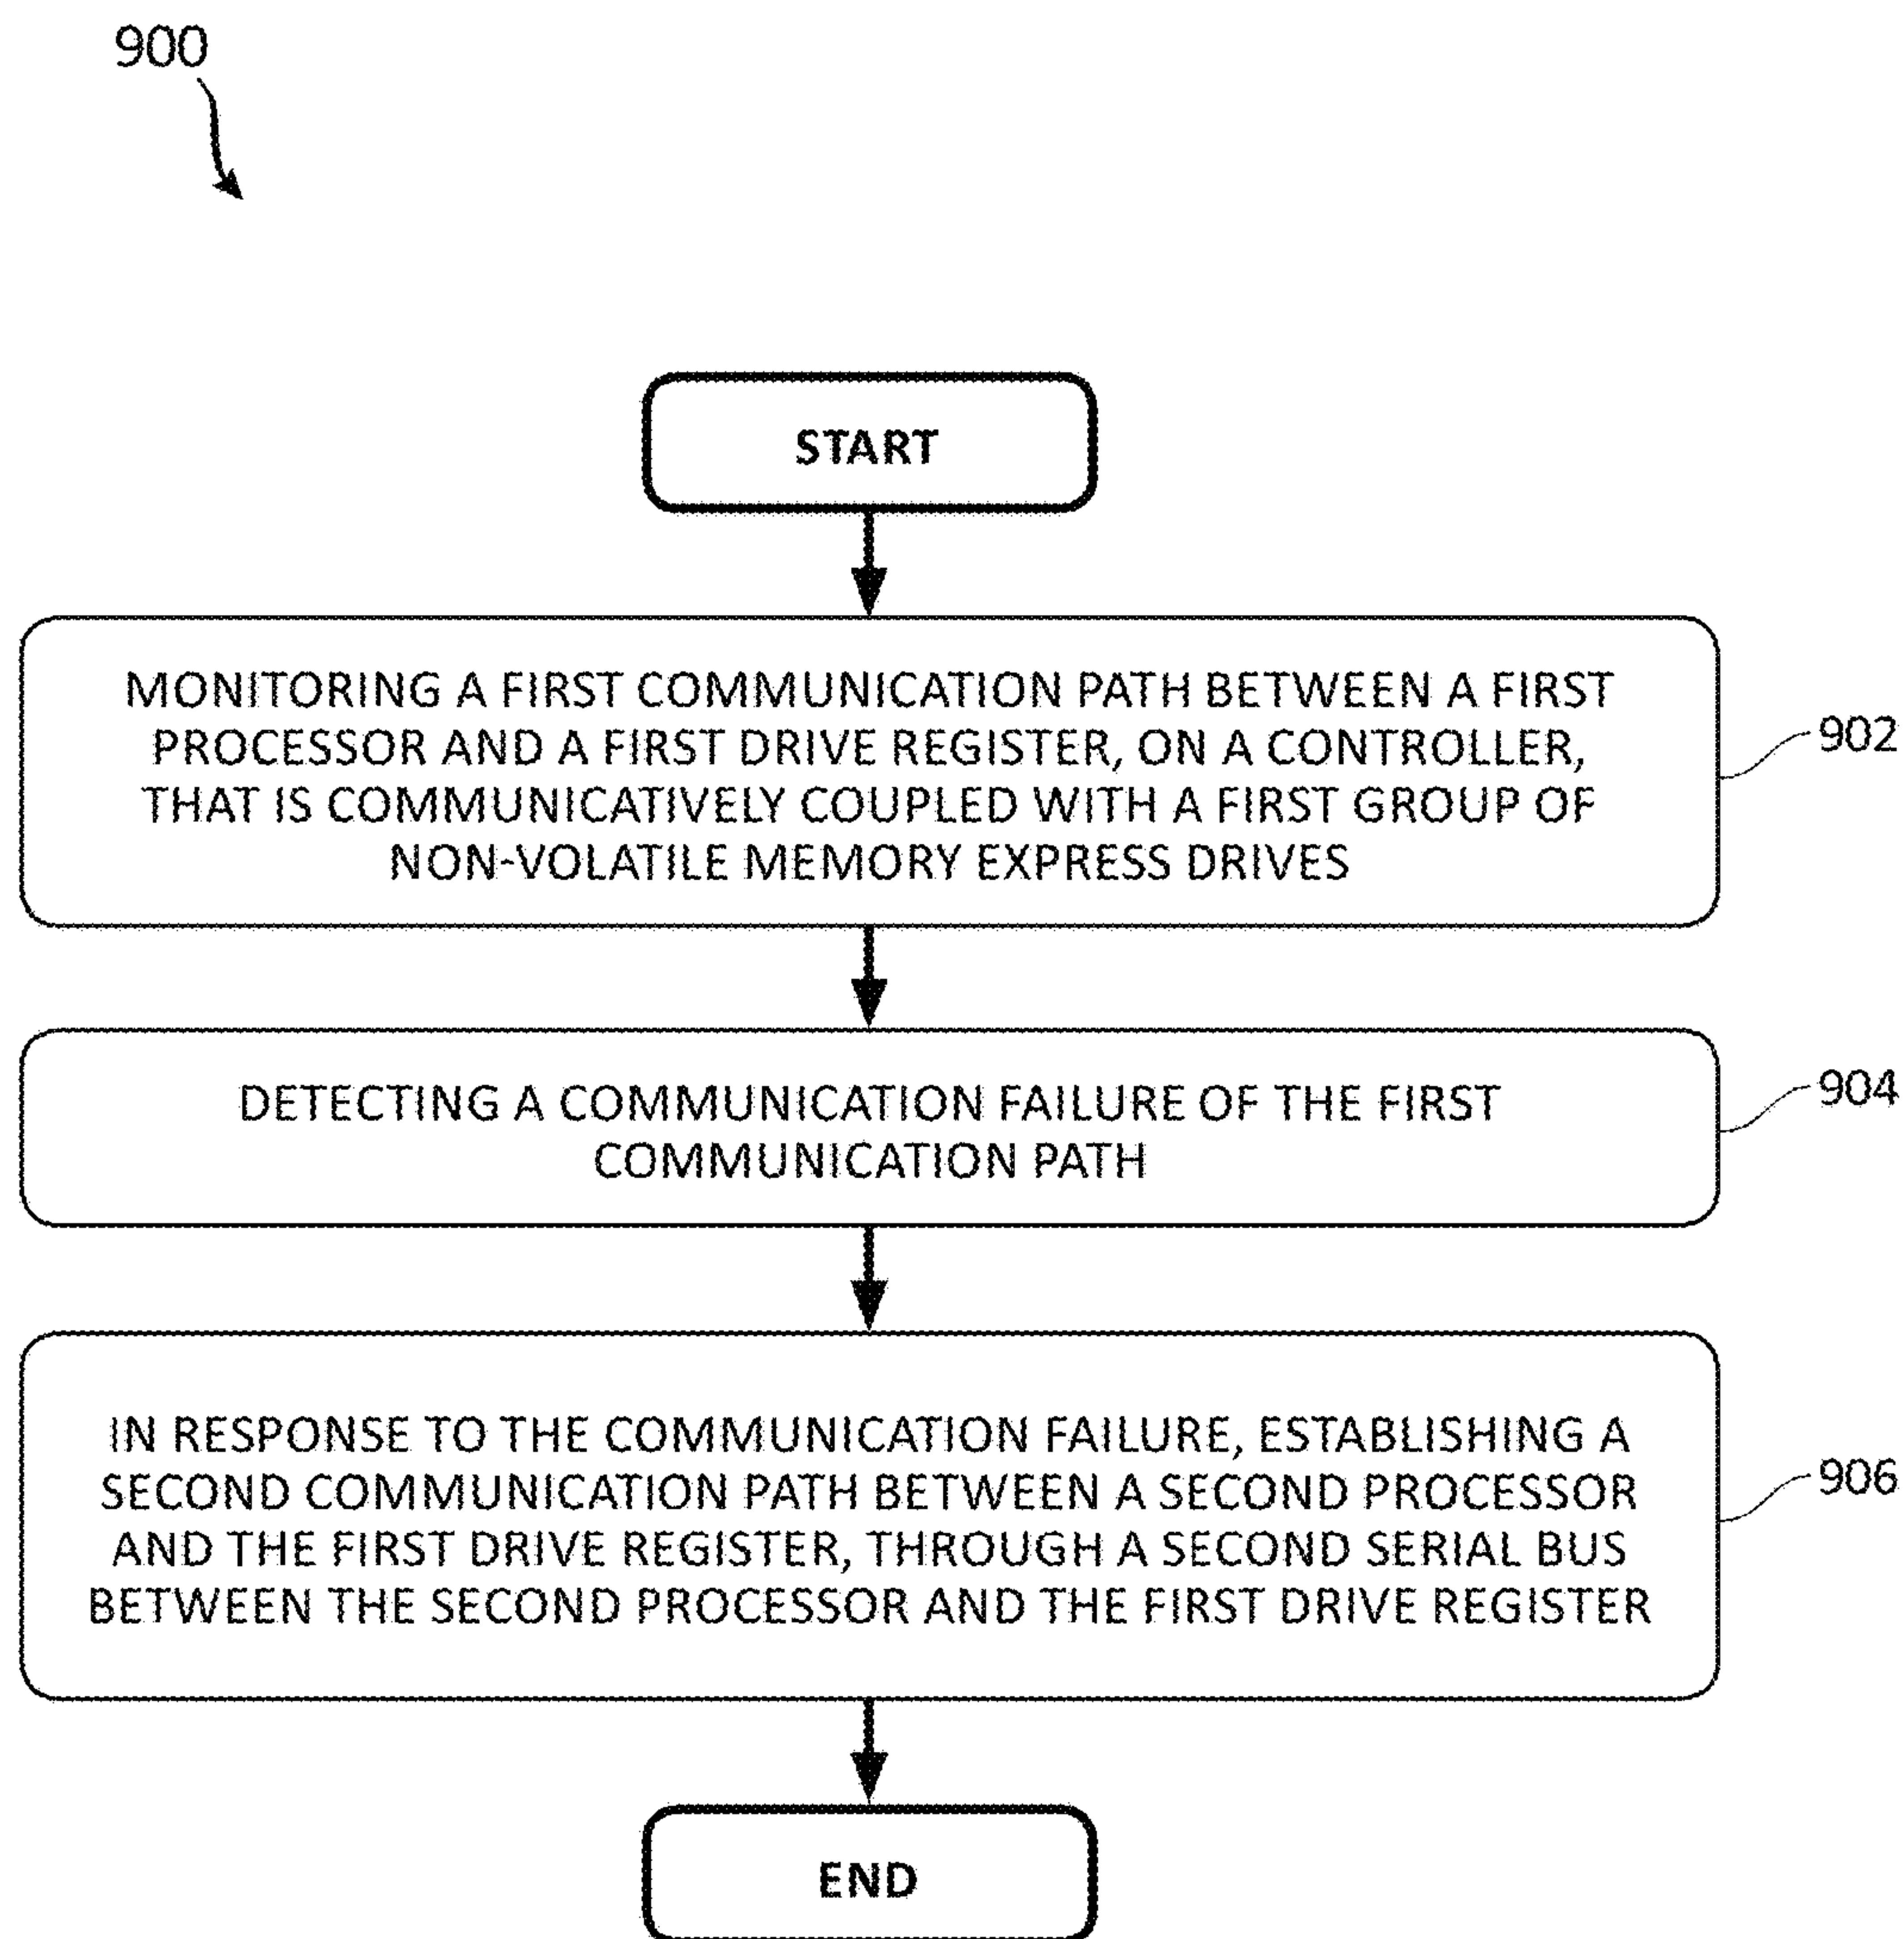 900
START
MONITORING A FIRST COMMUNICATION PATH BETWEEN A FIRST
PROCESSOR AND A FIRST DRIVE REGISTER, ON A CONTROLLER,
THAT IS COMMUNICATIVELY COUPLED WITH A FIRST GROUP OF
NON-VOLATILE MEMORY EXPRESS DRIVES
902
DETECTING A COMMUNICATION FAILURE OF THE FIRST
COMMUNICATION PATH
904
IN RESPONSE TO THE COMMUNICATION FAILURE, ESTABLISHING A
SECOND COMMUNICATION PATH BETWEEN A SECOND PROCESSOR
AND THE FIRST DRIVE REGISTER, THROUGH A SECOND SERIAL BUS
BETWEEN THE SECOND PROCESSOR AND THE FIRST DRIVE REGISTER
906
END